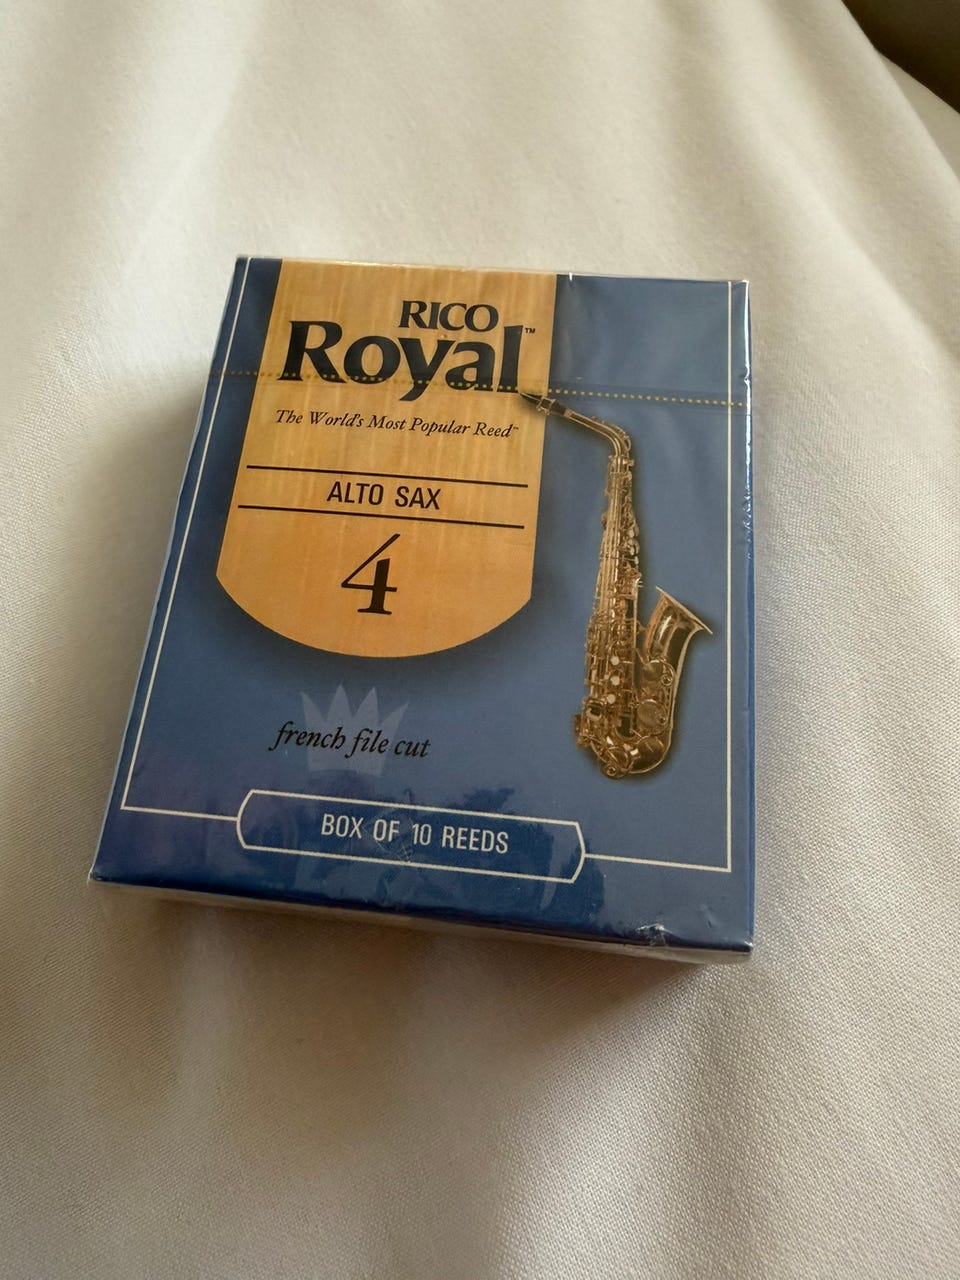 RICO
Royal™
The World's Most Popular Reed™
ALTO SAX
4
french file cut
BOX OF 10 REEDS